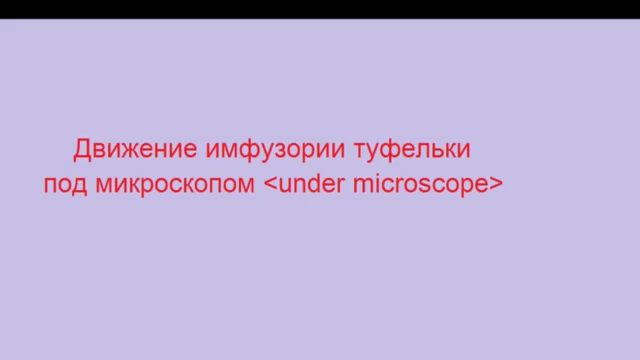 Движение имфузории туфельки
под микроскопом <under microscope>